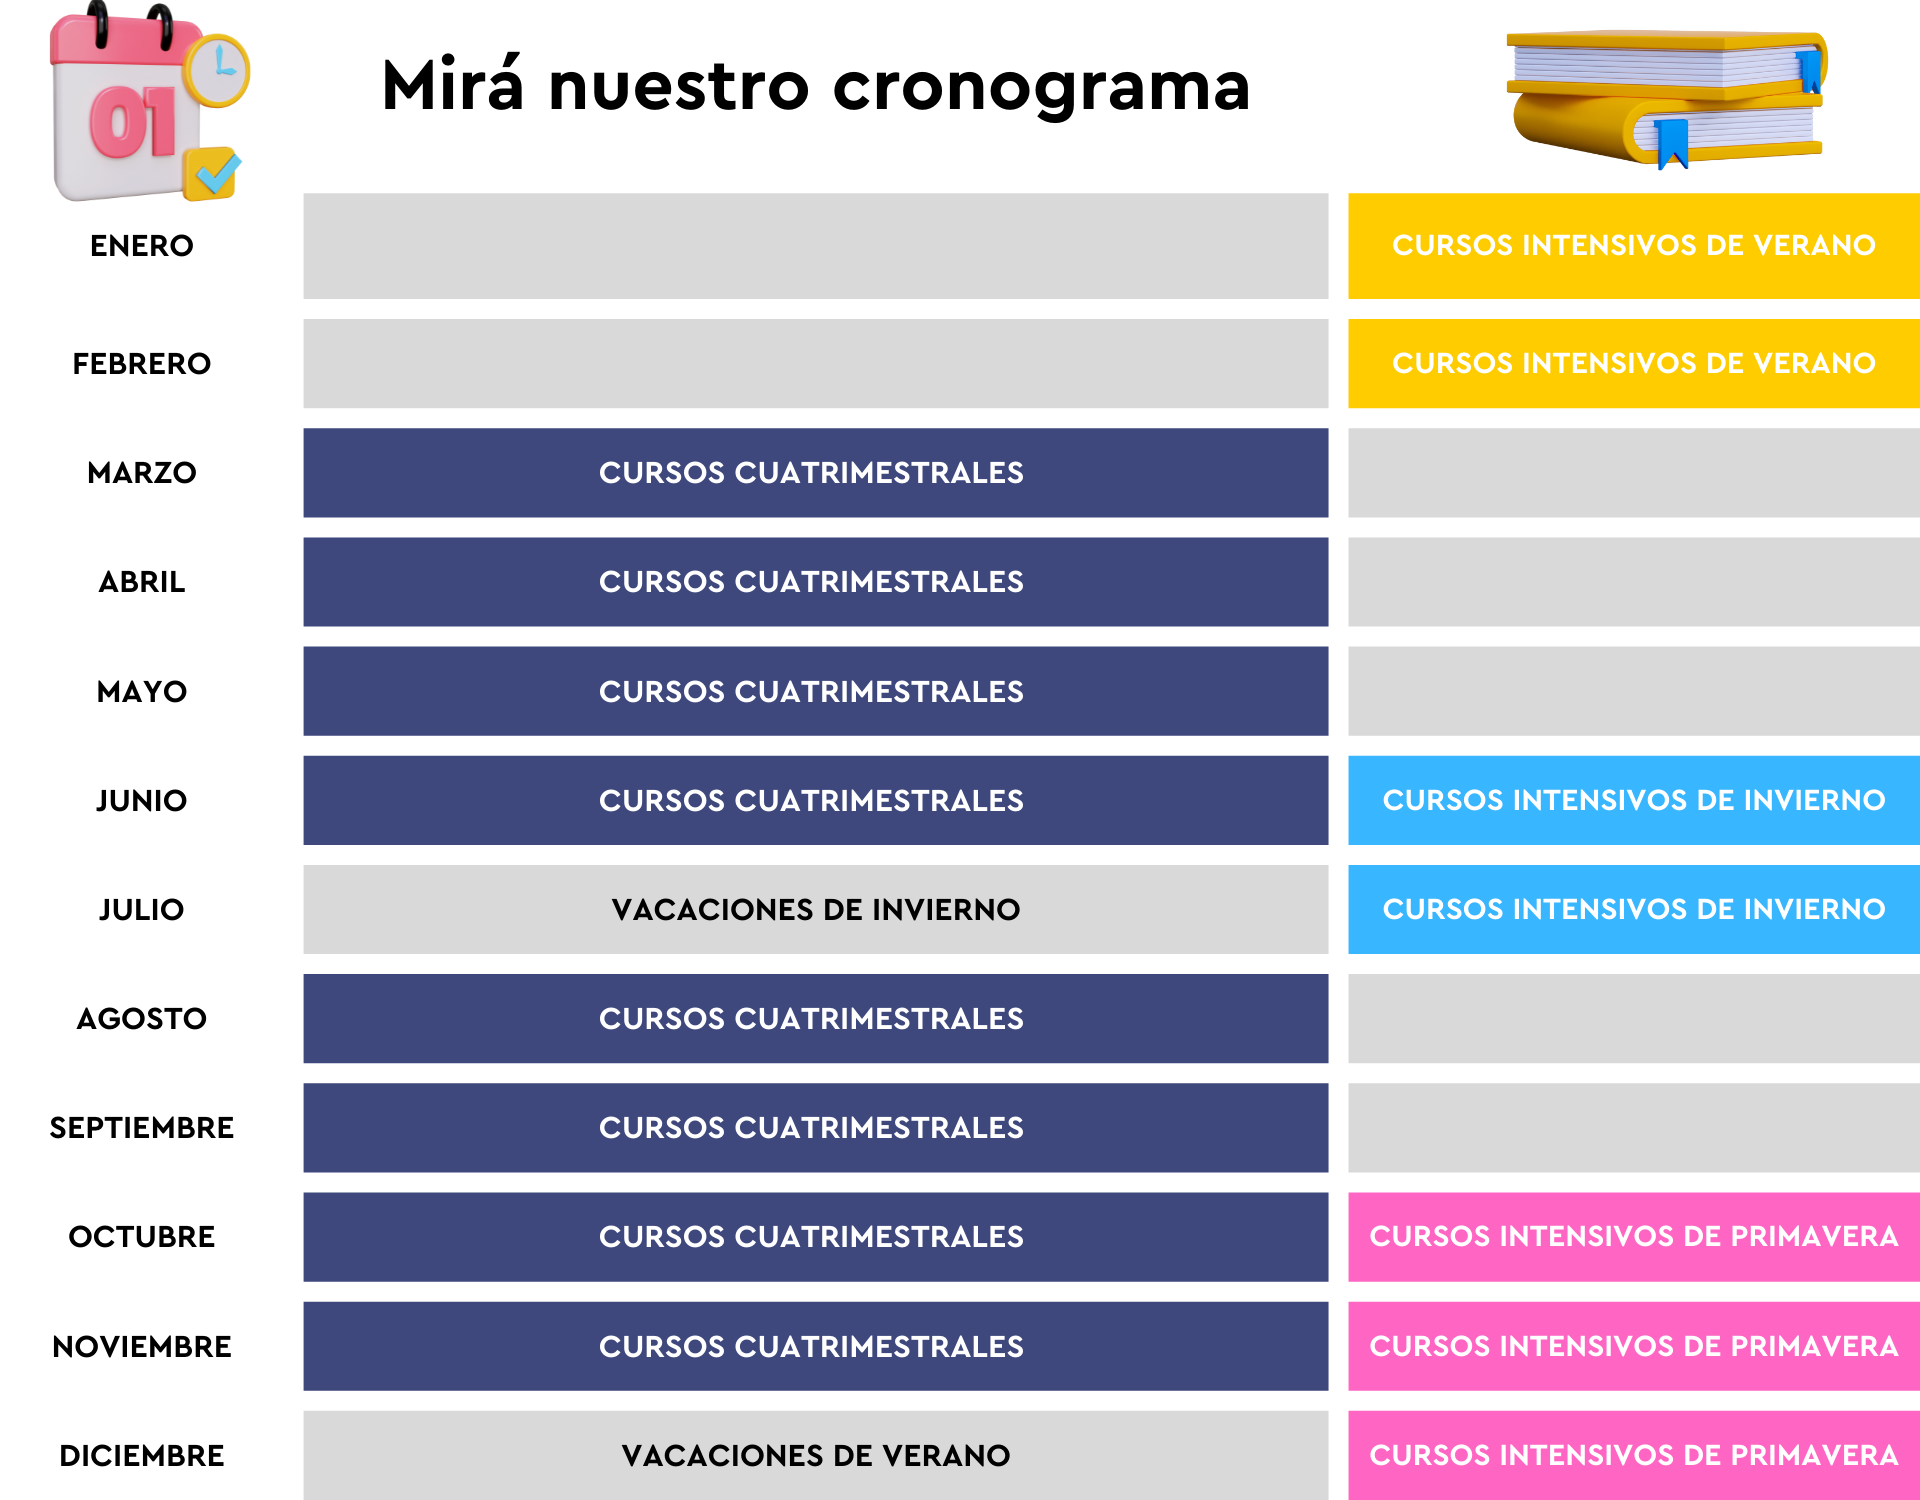 01
Mirá nuestro cronograma
ENERO
CURSOS INTENSIVOS DE VERANO
FEBRERO
CURSOS INTENSIVOS DE VERANO
MARZO
CURSOS CUATRIMESTRALES
ABRIL
CURSOS CUATRIMESTRALES
MAYO
CURSOS CUATRIMESTRALES
JUNIO
CURSOS CUATRIMESTRALES
CURSOS INTENSIVOS DE INVIERNO
JULIO
VACACIONES DE INVIERNO
CURSOS INTENSIVOS DE INVIERNO
AGOSTO
CURSOS CUATRIMESTRALES
SEPTIEMBRE
CURSOS CUATRIMESTRALES
OCTUBRE
CURSOS CUATRIMESTRALES
CURSOS INTENSIVOS DE PRIMAVERA
NOVIEMBRE
CURSOS CUATRIMESTRALES
CURSOS INTENSIVOS DE PRIMAVERA
DICIEMBRE
VACACIONES DE VERANO
CURSOS INTENSIVOS DE PRIMAVERA